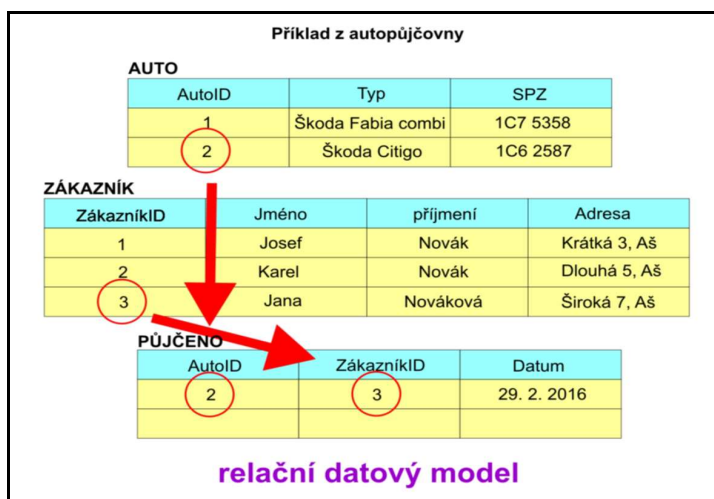 Příklad z autopůjčovny
AUTO
AutoID Typ SPZ
1 Škoda Fabia combi 1C7 5358
2 Škoda Citigo 1C6 2587
ZÁKAZNÍK
ZákazníkID Jméno příjmení Adresa
1 Josef Novák Krátká 3, Aš
2 Karel Novák Dlouhá 5, Aš
3 Jana Nováková Široká 7, Aš
PŮJČENO
AutoID ZákazníkID Datum
2 3 29. 2. 2016
relační datový model